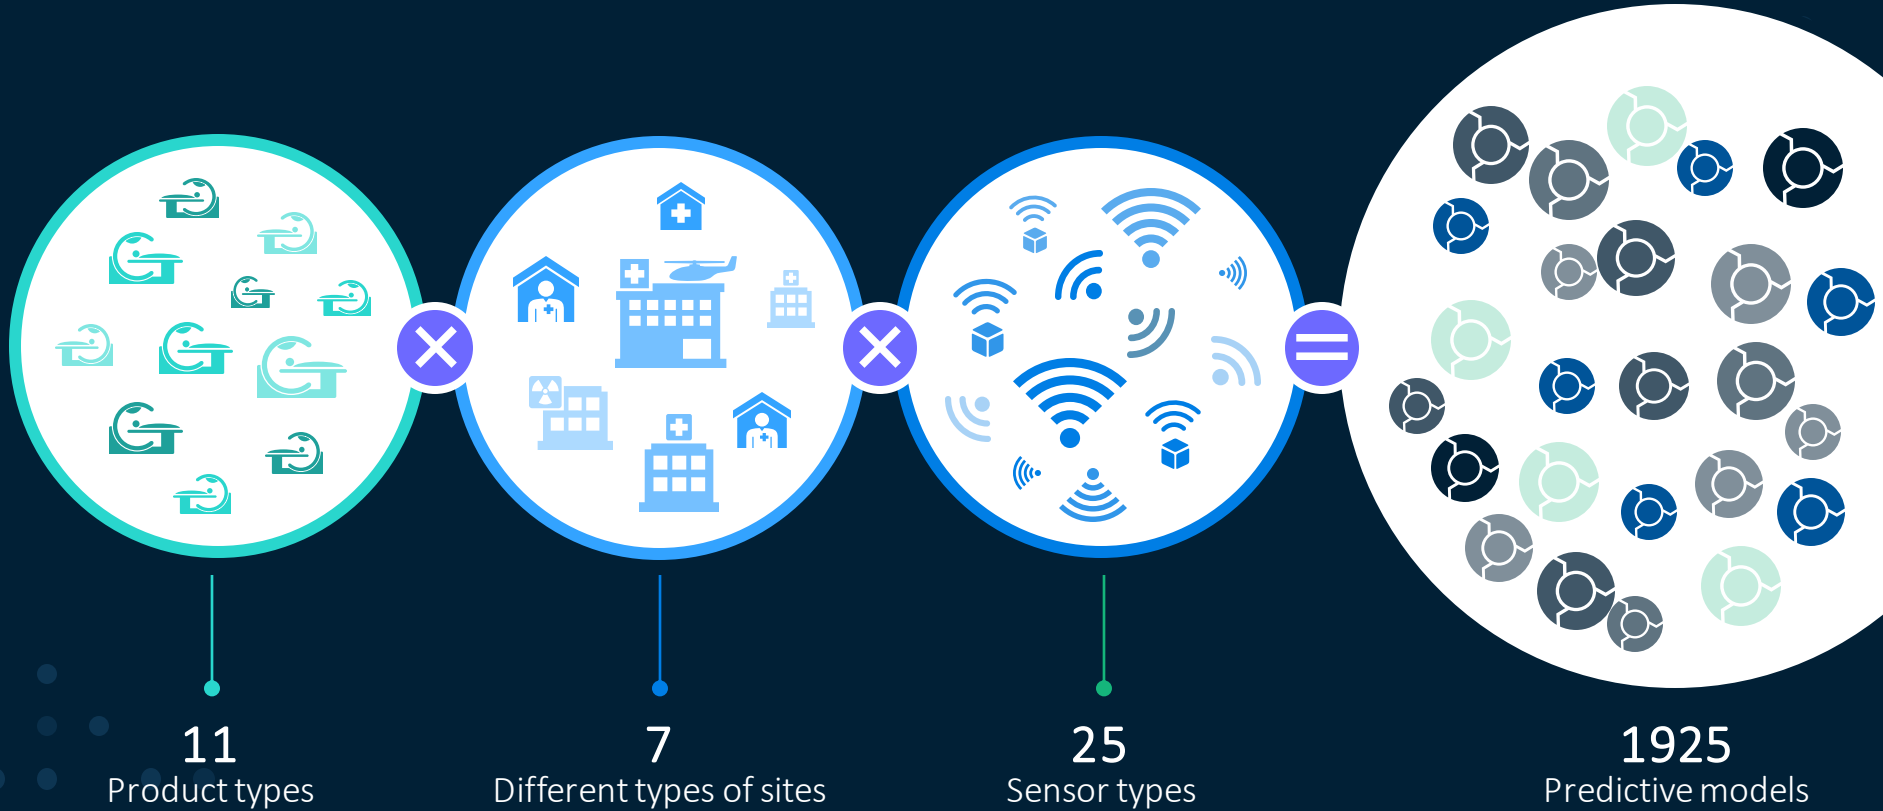 11
Product types
7
Different types of sites
25
Sensor types
1925
Predictive models